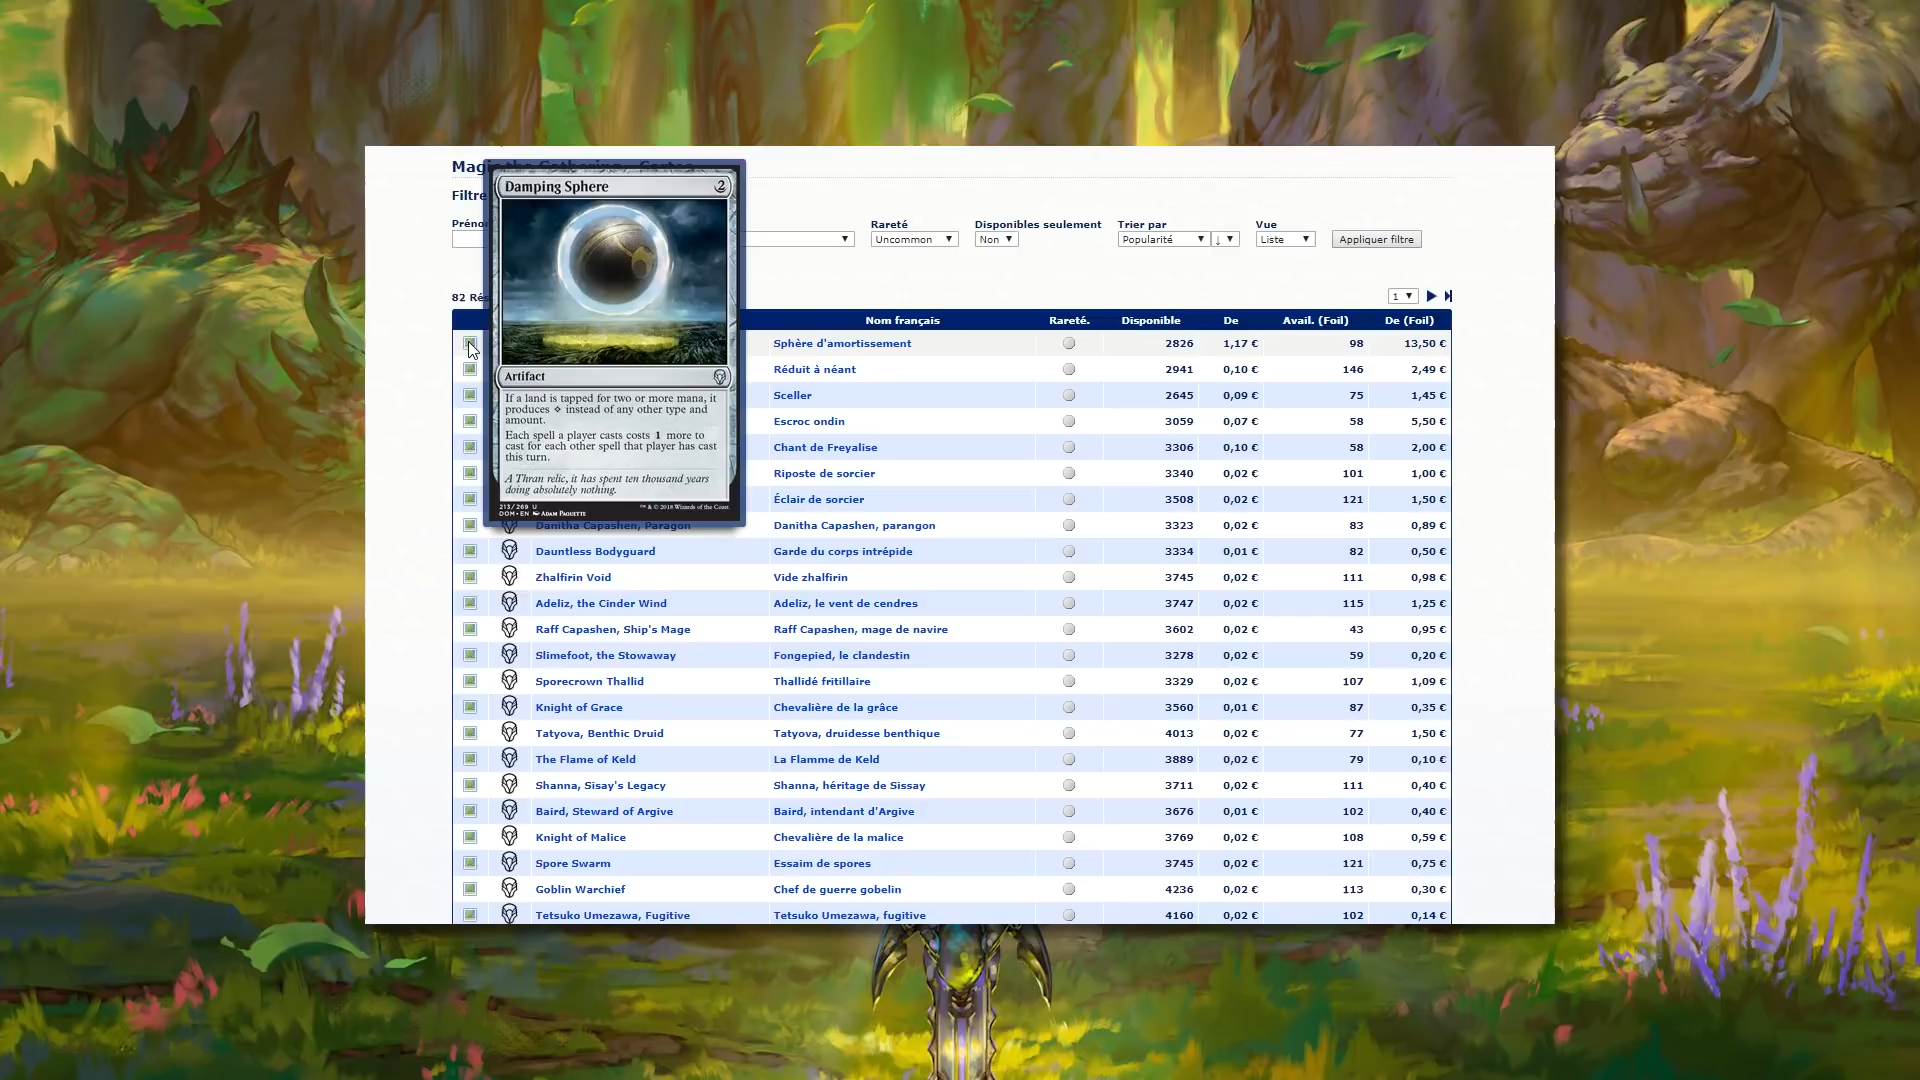 Magic the Gathering - Cartes
Filtre
Rareté Disponibles seulement Trier par Vue
Uncommon Non Popularité ↓ Liste Appliquer filtre
82 Rés 1
Nom français Rareté. Disponible De Avail. (Foil) De (Foil)
Damping Sphere 2
Artifact
If a land is tapped for two or more mana, it
produces instead of any other type and
amount.
Each spell a player casts costs 1 more to
cast for each other spell that player has cast
this turn.
A Thran relic, it has spent ten thousand years
doing absolutely nothing.
213/269 U
DOM • EN ADAM PAQUETTE
™ & © 2018 Wizards of the Coast
Sphère d'amortissement 2826 1,17 € 98 13,50 €
Réduit à néant 2941 0,10 € 146 2,49 €
Sceller 2645 0,09 € 75 1,45 €
Escroc ondin 3059 0,07 € 58 5,50 €
Chant de Freyalise 3306 0,10 € 58 2,00 €
Riposte de sorcier 3340 0,02 € 101 1,00 €
Éclair de sorcier 3508 0,02 € 121 1,50 €
Danitha Capashen, Paragon Danitha Capashen, parangon 3323 0,02 € 83 0,89 €
Dauntless Bodyguard Garde du corps intrépide 3334 0,01 € 82 0,50 €
Zhalfirin Void Vide zhalfirin 3745 0,02 € 111 0,98 €
Adeliz, the Cinder Wind Adeliz, le vent de cendres 3747 0,02 € 115 1,25 €
Raff Capashen, Ship's Mage Raff Capashen, mage de navire 3602 0,02 € 43 0,95 €
Slimefoot, the Stowaway Fongepied, le clandestin 3278 0,02 € 59 0,20 €
Sporecrown Thallid Thallidé fritillaire 3329 0,02 € 107 1,09 €
Knight of Grace Chevalière de la grâce 3560 0,01 € 87 0,35 €
Tatyova, Benthic Druid Tatyova, druidesse benthique 4013 0,02 € 77 1,50 €
The Flame of Keld La Flamme de Keld 3889 0,02 € 79 0,10 €
Shanna, Sisay's Legacy Shanna, héritage de Sissay 3711 0,02 € 111 0,40 €
Baird, Steward of Argive Baird, intendant d'Argive 3676 0,01 € 102 0,40 €
Knight of Malice Chevalière de la malice 3769 0,02 € 108 0,59 €
Spore Swarm Essaim de spores 3745 0,02 € 121 0,75 €
Goblin Warchief Chef de guerre gobelin 4236 0,02 € 113 0,30 €
Tetsuko Umezawa, Fugitive Tetsuko Umezawa, fugitive 4160 0,02 € 102 0,14 €